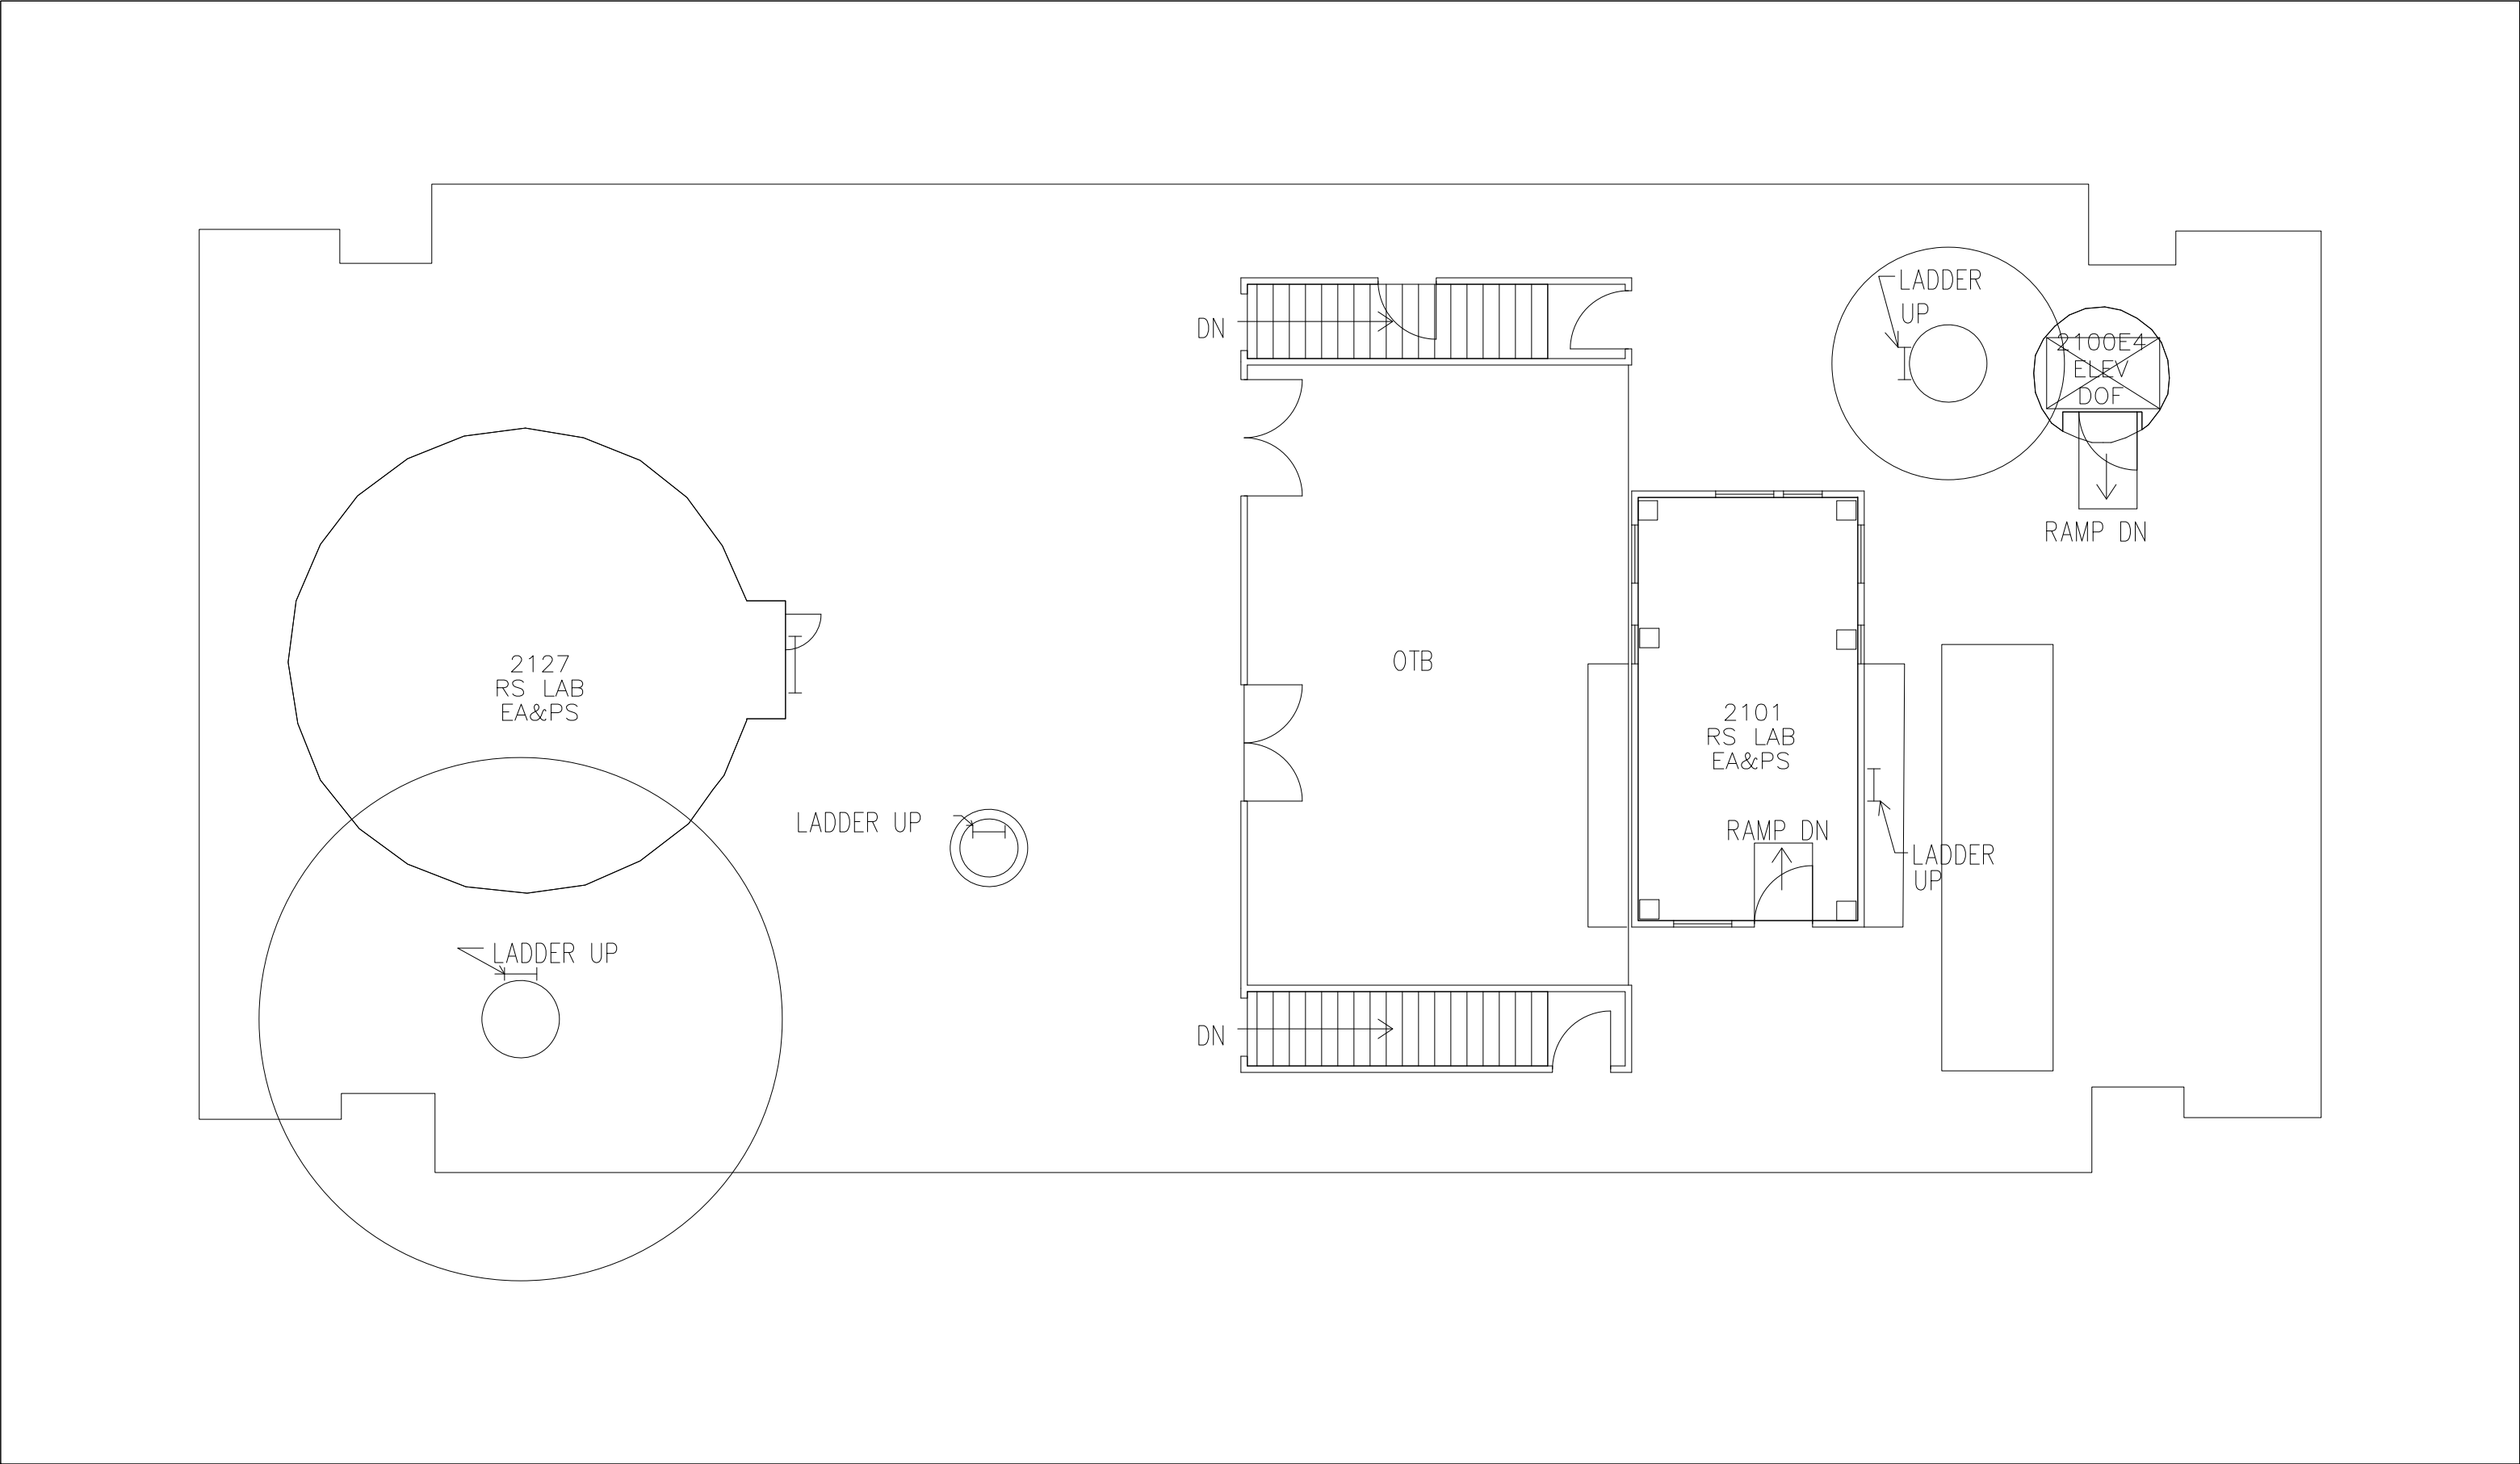 LADDER
UP
DN
2100E4
ELEV
DOF
RAMP DN
2127
RS LAB
EA&PS
OTB
2101
RS LAB
EA&PS
LADDER UP
RAMP DN
LADDER
UP
LADDER UP
DN